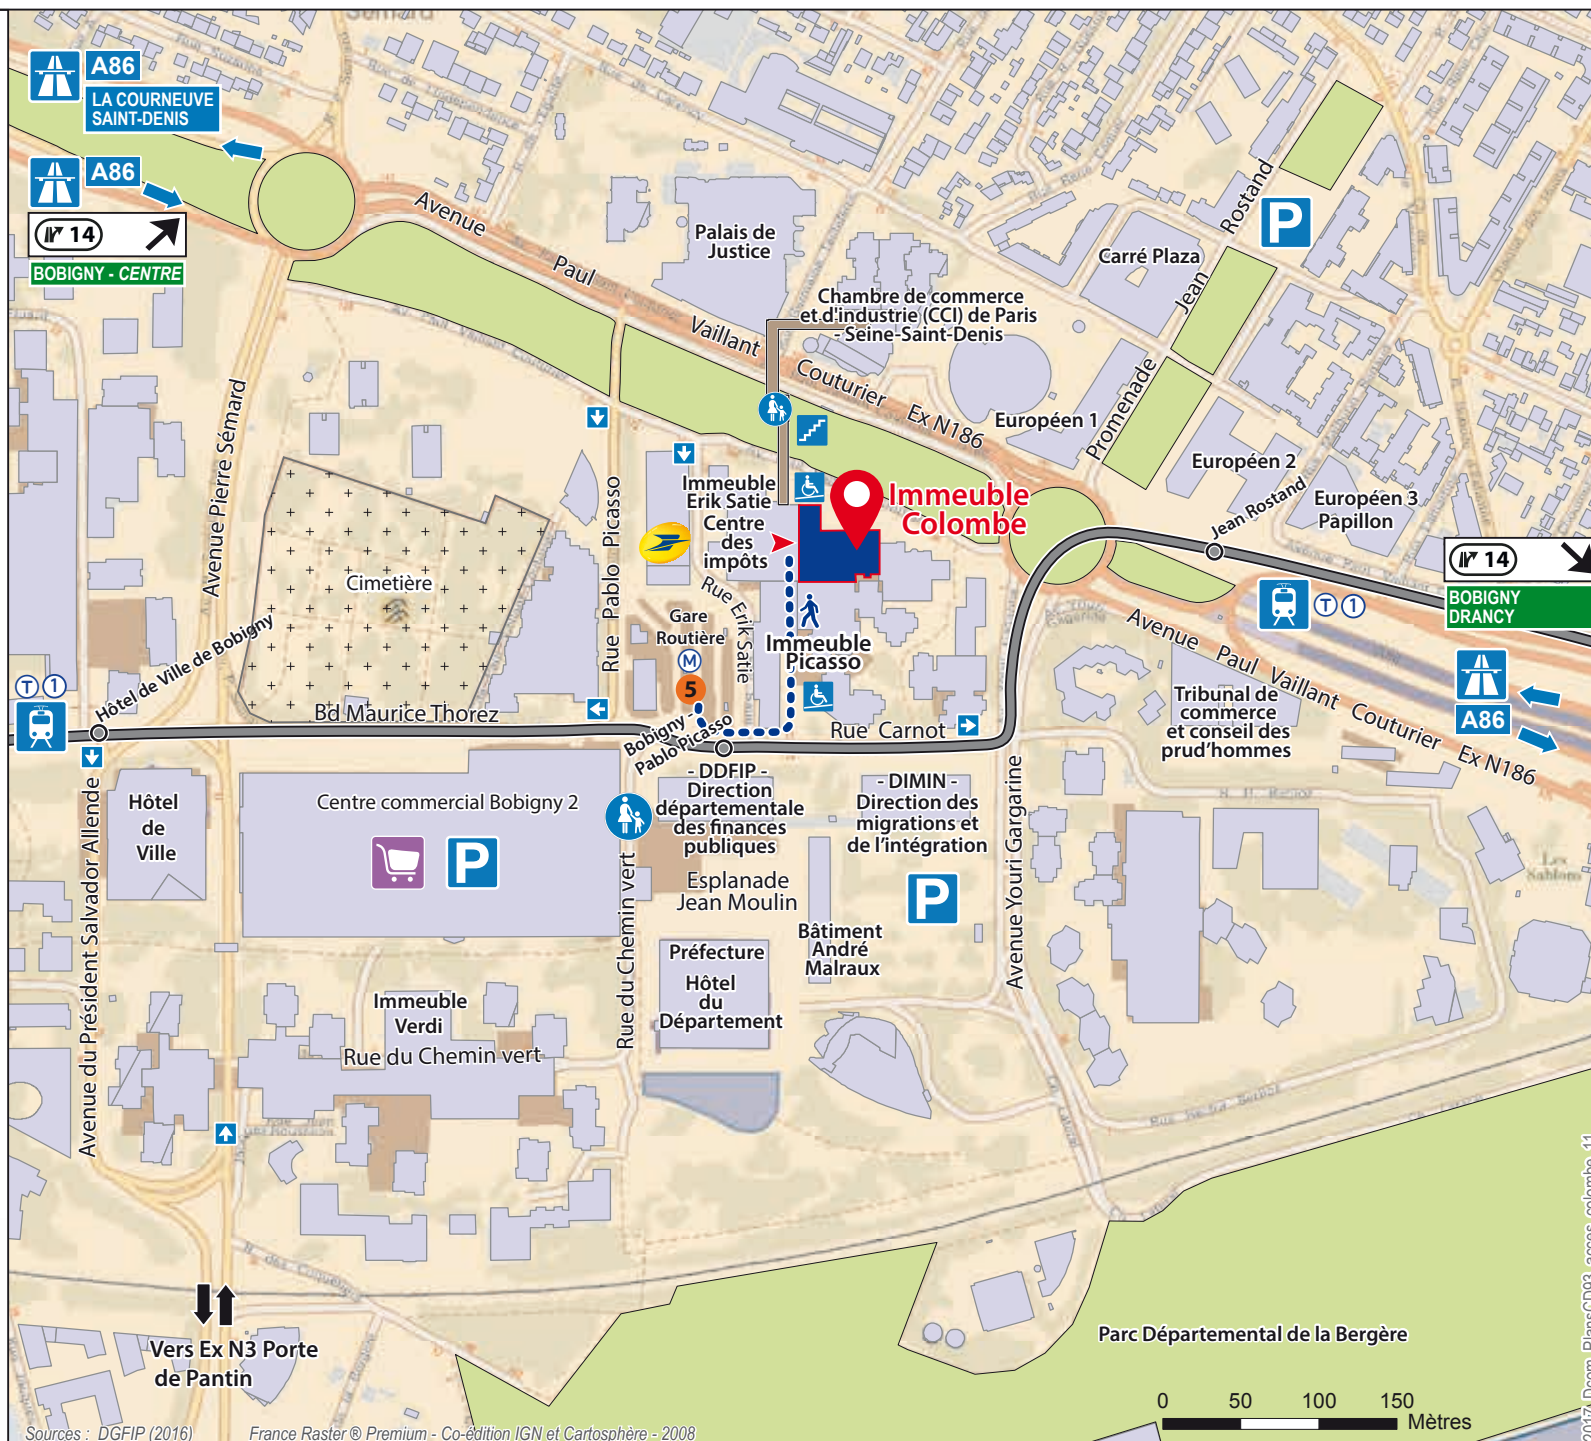 A86
LA COURNEUVE
SAINT-DENIS
A86
14
BOBIGNY - CENTRE
Avenue
Paul
Vaillant
Couturier
Ex N186
Palais de
Justice
Chambre de commerce
et d'industrie (CCI) de Paris
- Seine-Saint-Denis
Carré Plaza
Promenade
Jean
Rostand
P
Européen 1
Européen 2
Européen 3
Papillon
Jean Rostand
14
BOBIGNY
DRANCY
T 1
A86
Avenue Paul Vaillant Couturier Ex N186
Avenue Pierre Sémard
Cimetière
Rue Pablo Picasso
Immeuble
Erik Satie
Centre
des
impôts
Immeuble
Colombe
Rue Erik Satie
Gare
Routière
M
5
Immeuble
Picasso
Bobigny -
Pablo Picasso
Rue Carnot
T 1
Hôtel de Ville de Bobigny
Bd Maurice Thorez
Tribunal de
commerce
et conseil des
prud'hommes
Hôtel
de
Ville
Avenue du Président Salvador Allende
Centre commercial Bobigny 2
P
- DDFIP -
Direction
départementale
des finances
publiques
- DIMIN -
Direction des
migrations et
de l'intégration
P
Esplanade
Jean Moulin
Bâtiment
André
Malraux
Avenue Youri Gargarine
Rue du Chemin vert
Préfecture
Hôtel
du
Département
Immeuble
Verdi
Rue du Chemin vert
Vers Ex N3 Porte
de Pantin
Parc Départemental de la Bergère
0 50 100 150
Mètres
Sources : DGFIP (2016)
France Raster ® Premium - Co-édition IGN et Cartosphère - 2008